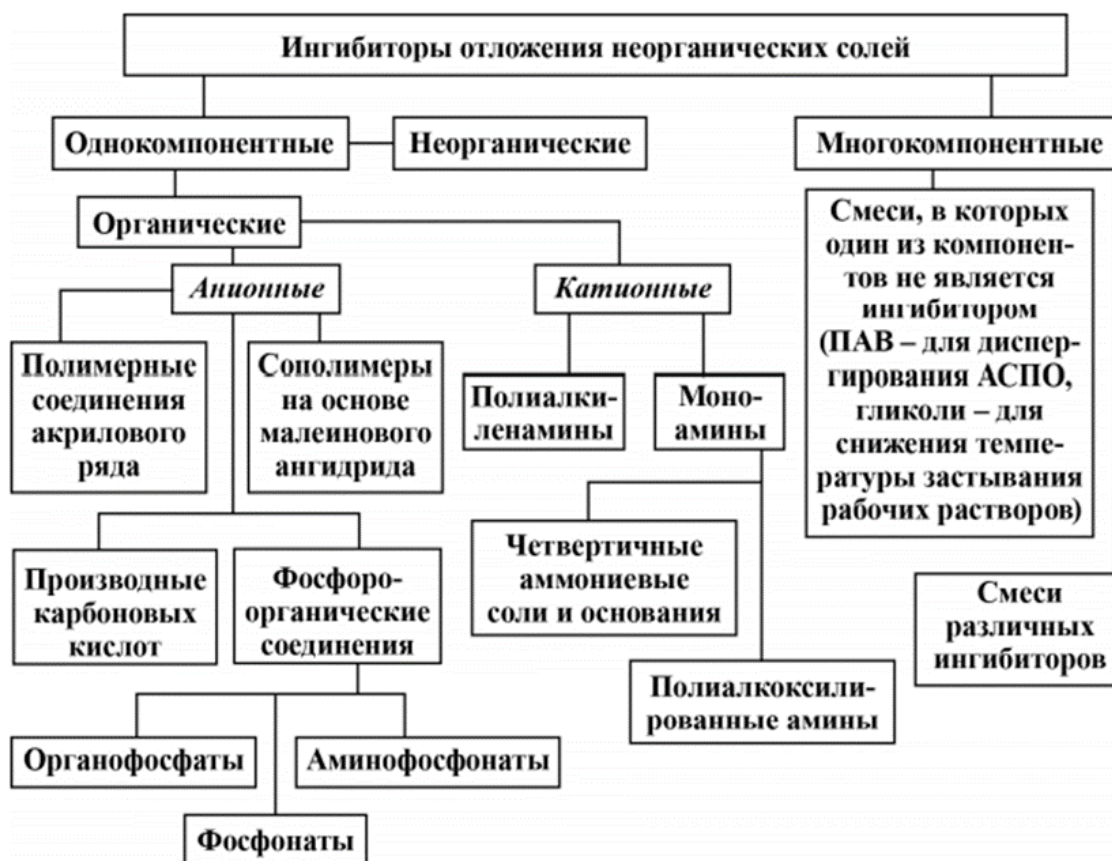 Ингибиторы отложения неорганических солей
Однокомпонентные
Неорганические
Многокомпонентные
Органические
Смеси, в которых
один из компонен-
тов не является
ингибитором
(ПАВ – для диспер-
гирования АСПО,
гликоли – для
снижения темпе-
ратуры застывания
рабочих растворов)
Анионные
Катионные
Полимерные
соединения
акрилового
ряда
Сополимеры
на основе
малеинового
ангидрида
Полиалки-
ленамины
Моно-
амины
Производные
карбоновых
кислот
Фосфоро-
органические
соединения
Четвертичные
аммониевые
соли и основания
Смеси
различных
ингибиторов
Полиалкоксили-
рованные амины
Органофосфаты
Аминофосфонаты
Фосфонаты